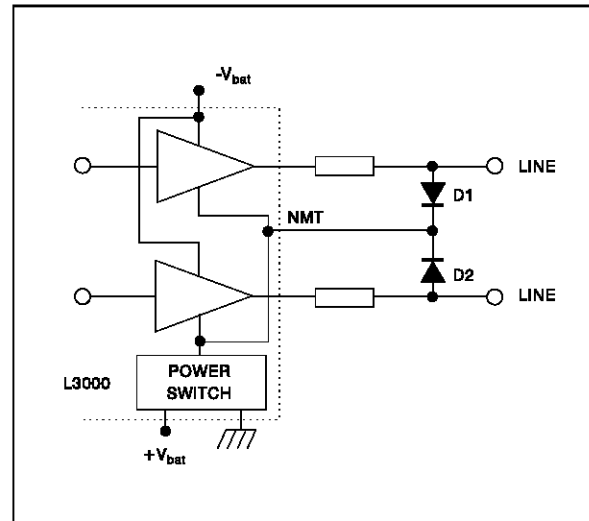 -Vbat
LINE
D1
NMT
D2
LINE
L3000
POWER
SWITCH
+Vbat